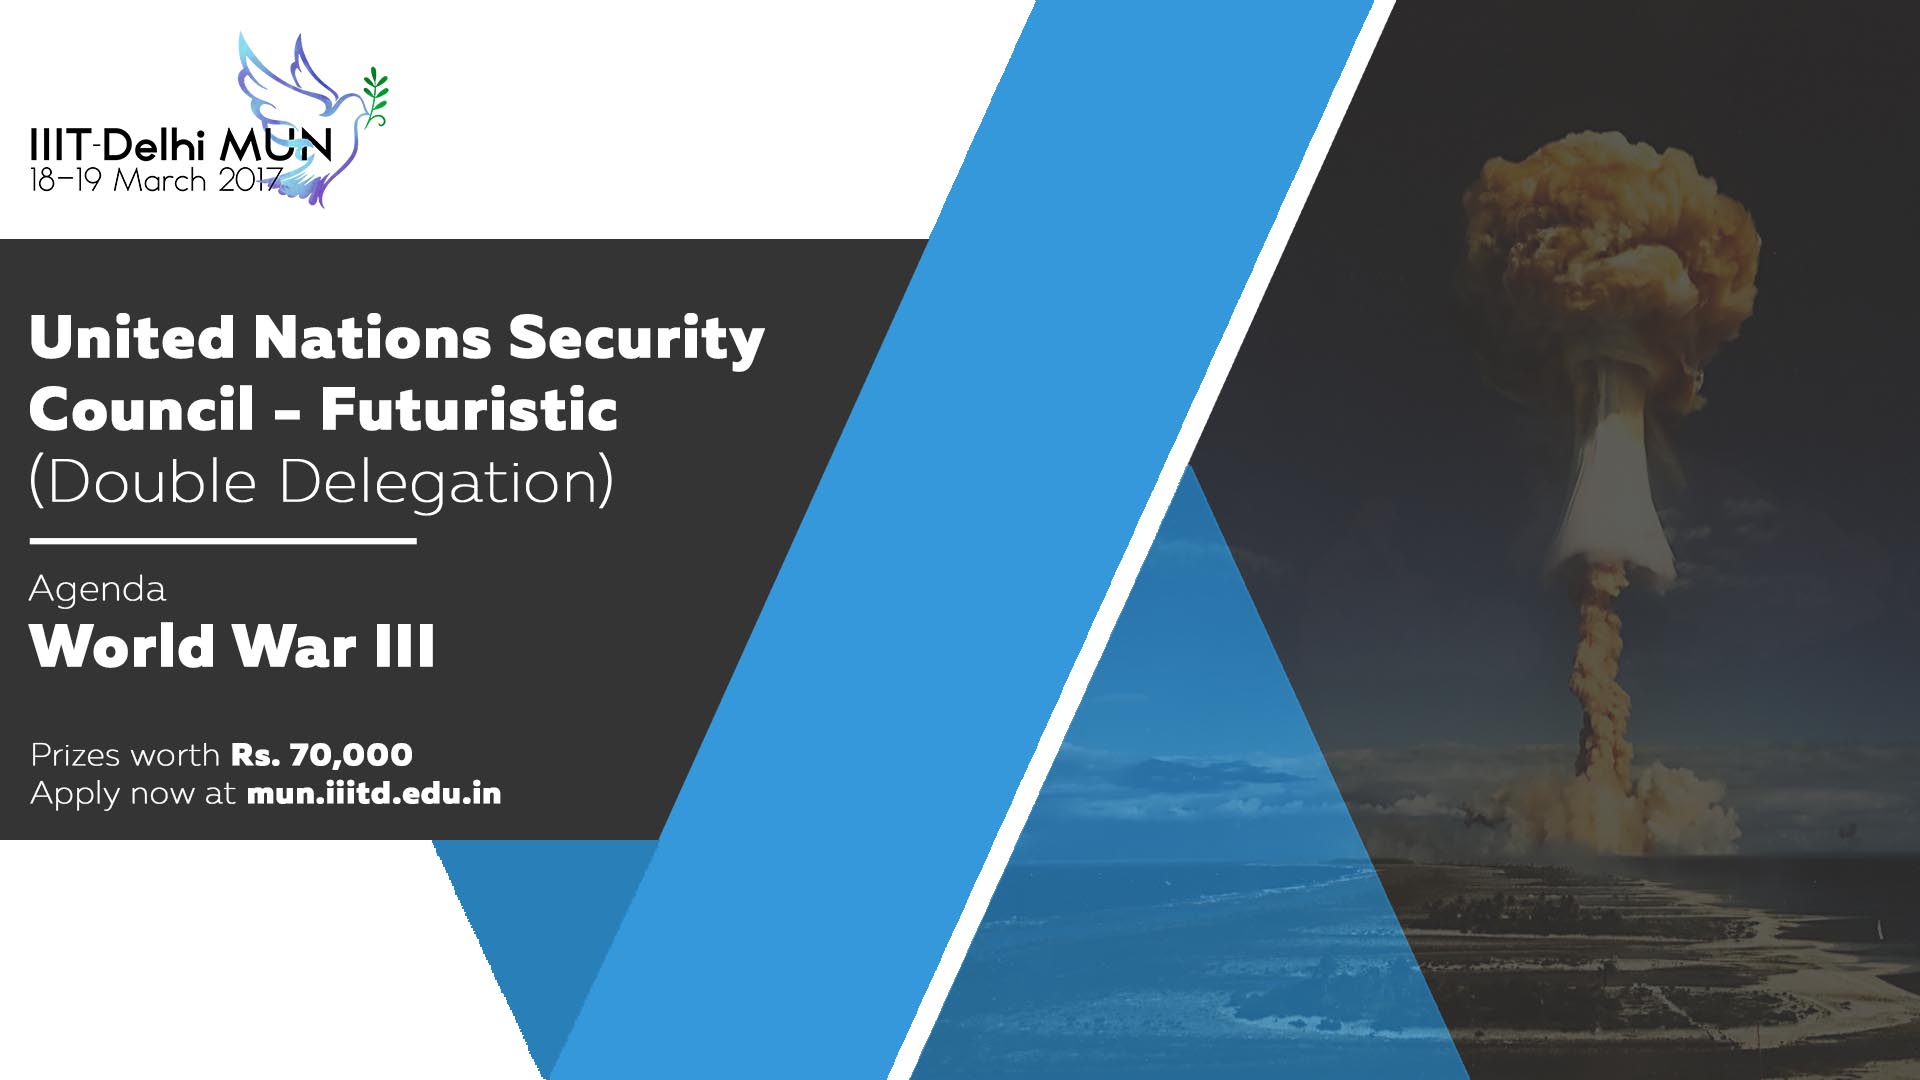 IIIT-Delhi MUN
18-19 March 2017
United Nations Security
Council - Futuristic
(Double Delegation)
Agenda
World War III
Prizes worth Rs. 70,000
Apply now at mun.iiitd.edu.in